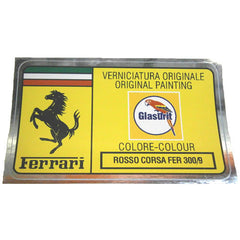 VERNICIATURA ORIGINALE
ORIGINAL PAINTING
Glasurit
COLORE-COLOUR
ROSSO CORSA FER 300/9
Ferrari